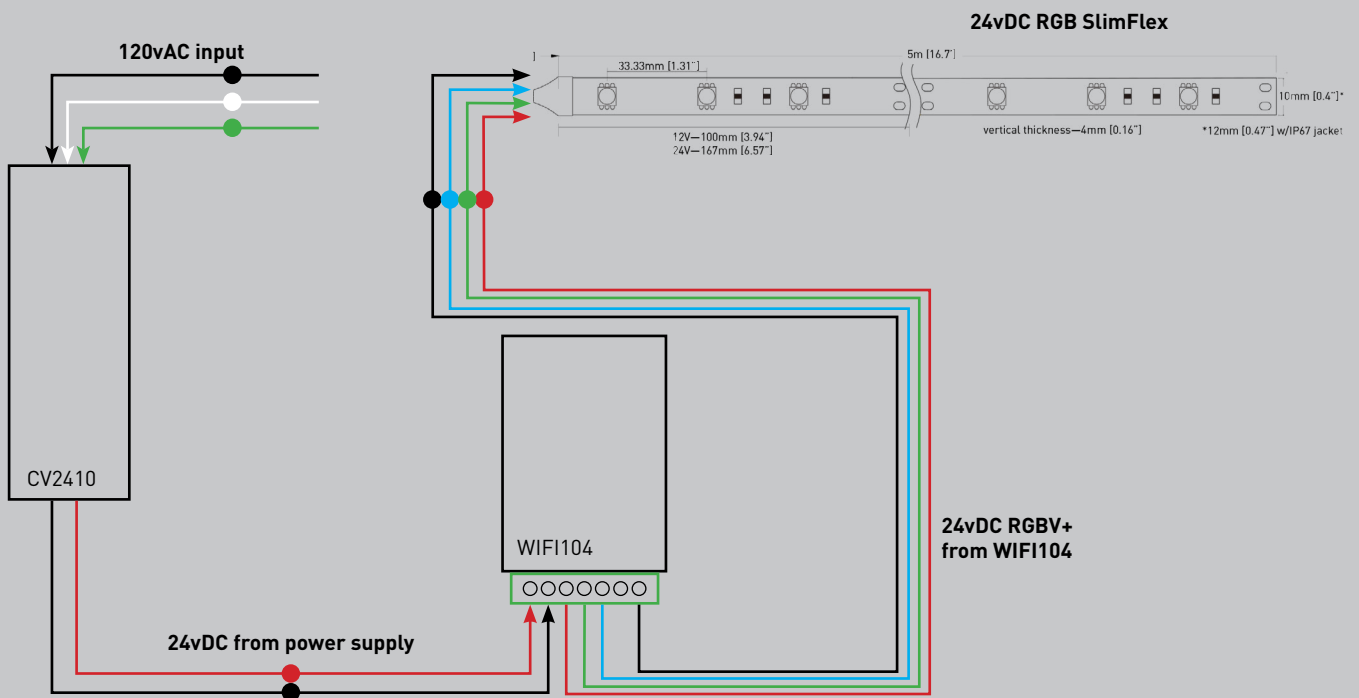 24vDC RGB SlimFlex
120vAC input
5m [16.7']
33.33mm [1.31"]
10mm [0.4"]*
12V—100mm [3.94"]
24V—167mm [6.57"]
vertical thickness—4mm [0.16"]
*12mm [0.47"] w/IP67 jacket
CV2410
WIFI104
24vDC RGBV+
from WIFI104
24vDC from power supply